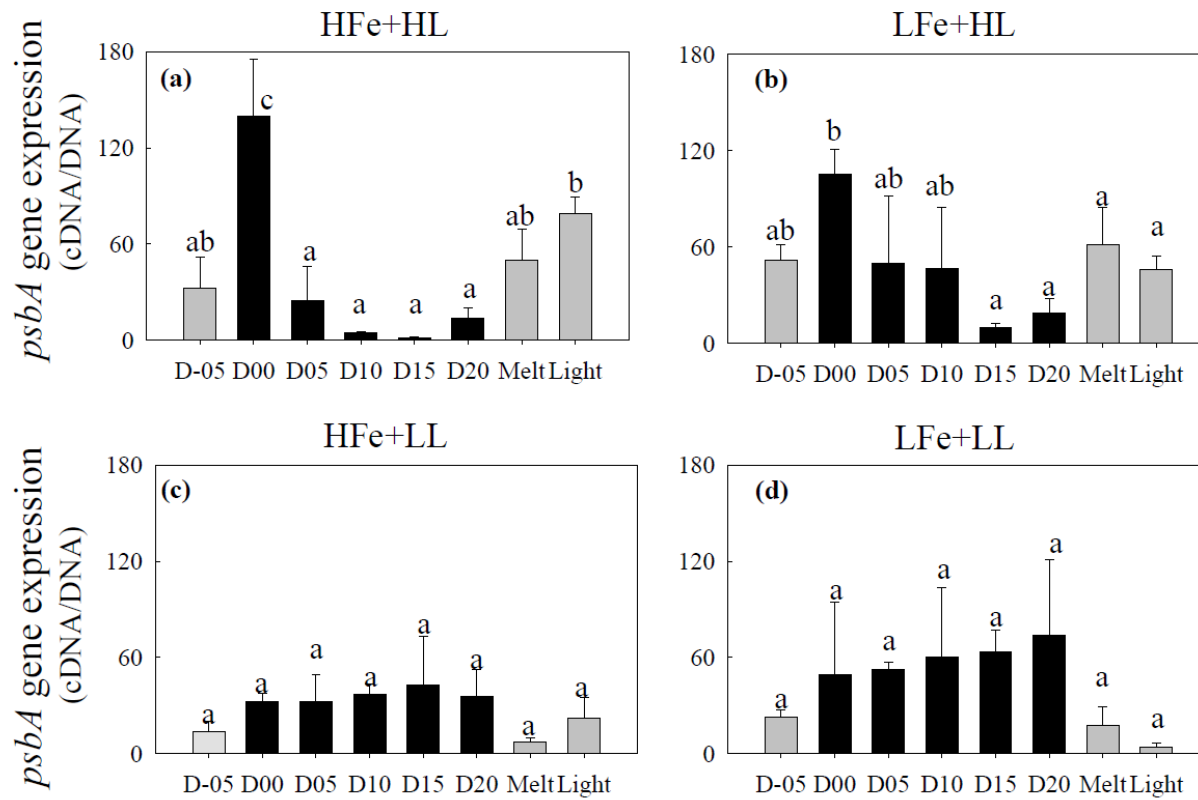 HFe+HL
LFe+HL
psbA gene expression
(cDNA/DNA)
180
120
60
0
(a)
ab
c
a
a
a
a
ab
b
D-05 D00 D05 D10 D15 D20 Melt Light
180
120
60
0
(b)
ab
b
ab
ab
a
a
a
a
D-05 D00 D05 D10 D15 D20 Melt Light
HFe+LL
LFe+LL
psbA gene expression
(cDNA/DNA)
180
120
60
0
(c)
a
a
a
a
a
a
a
a
D-05 D00 D05 D10 D15 D20 Melt Light
180
120
60
0
(d)
a
a
a
a
a
a
a
a
D-05 D00 D05 D10 D15 D20 Melt Light